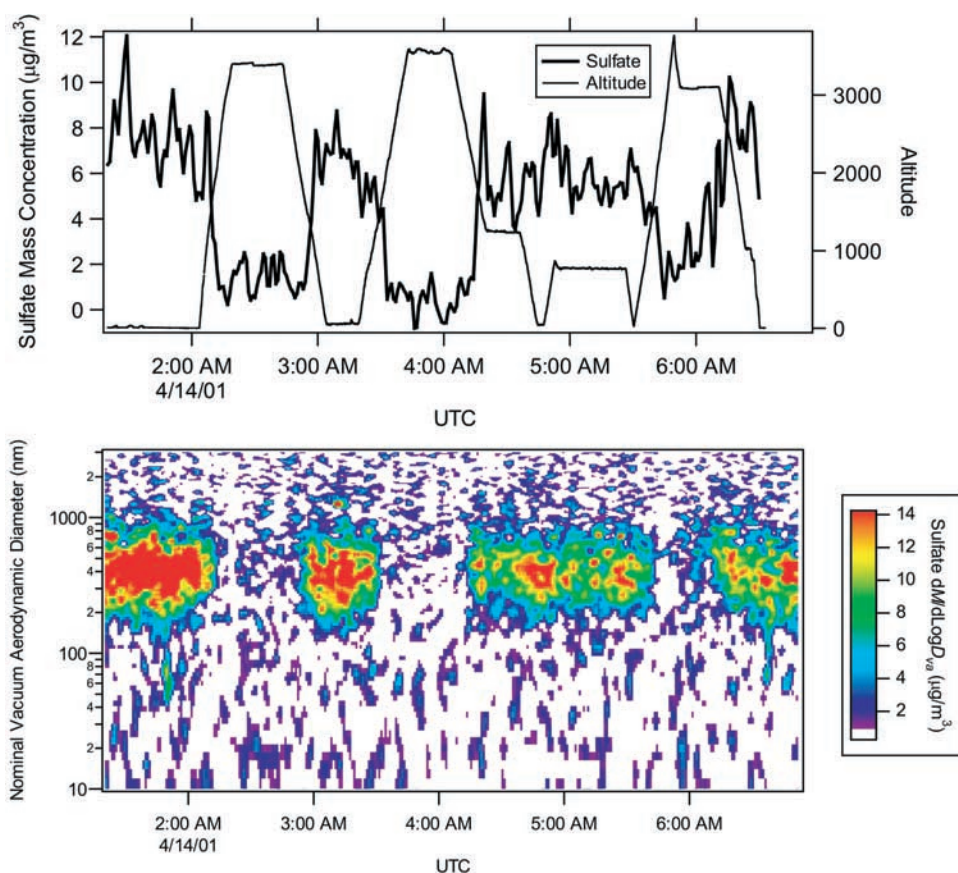 Sulfate Mass Concentration (μg/m³)
12
10
8
6
4
2
0
Sulfate
Altitude
3000
2000
1000
0
Altitude
2:00 AM
4/14/01
3:00 AM
4:00 AM
5:00 AM
6:00 AM
UTC
Nominal Vacuum Aerodynamic Diameter (nm)
2
1000
8
6
4
2
100
8
6
4
2
10
2:00 AM
4/14/01
3:00 AM
4:00 AM
5:00 AM
6:00 AM
UTC
14
12
10
8
6
4
2
Sulfate dM/dLogDva (μg/m³)